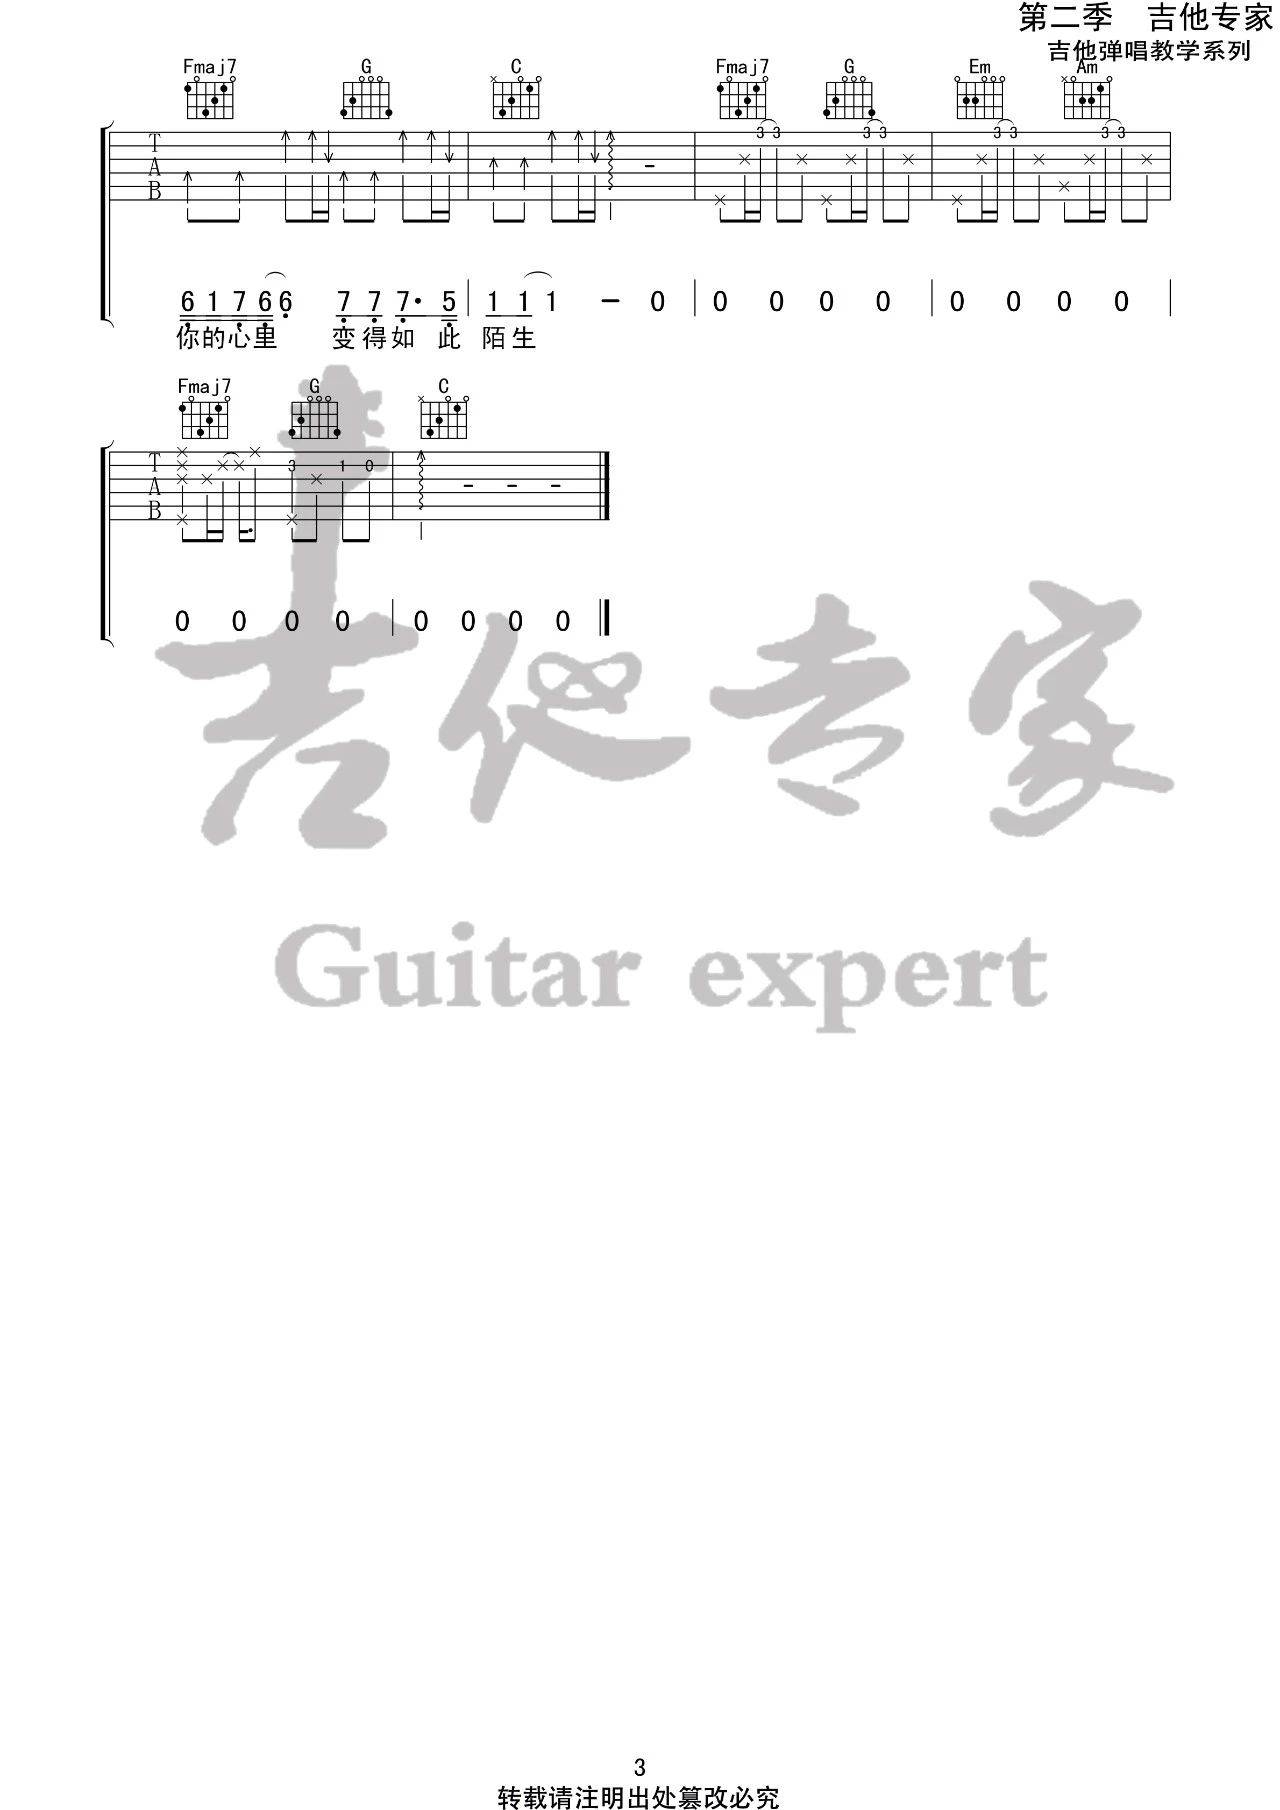 第二季 吉他专家
吉他弹唱教学系列
Fmaj7 G C Fmaj7 G Em Am
T A B 3 3 3 3 3 3 3 3
6 1 7 6 6 7 7 7· 5 1 1 1 - 0 0 0 0 0 0 0 0 0
你的心里 变得如此陌生
Fmaj7 G C
T A B 3 1 0 - - -
0 0 0 0 0 0 0 0
吉他专家
Guitar expert
3
转载请注明出处篡改必究